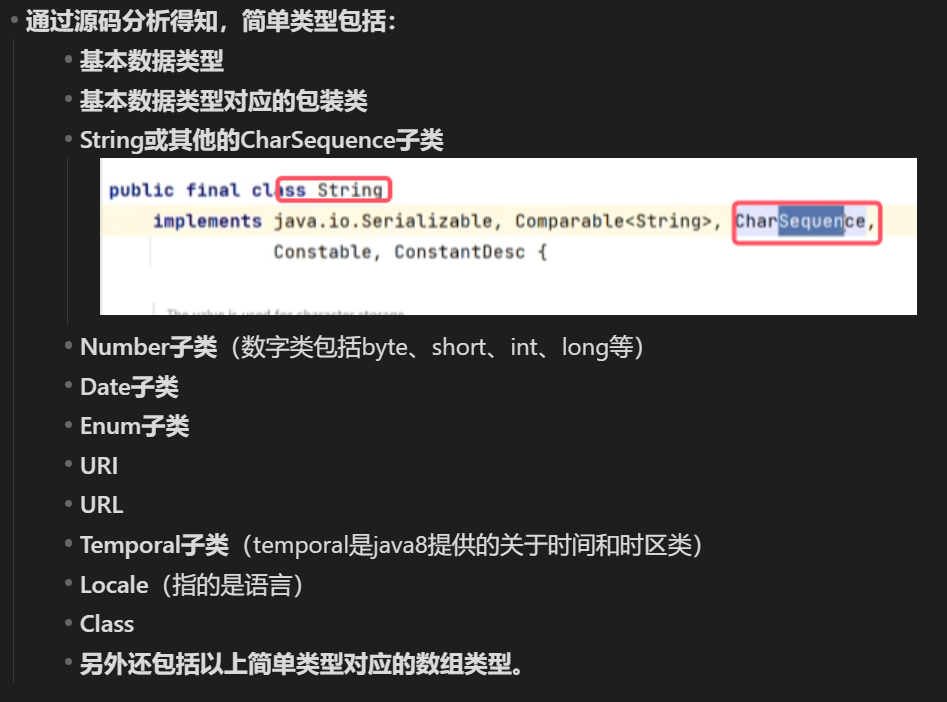 通过源码分析得知，简单类型包括：
基本数据类型
基本数据类型对应的包装类
String或其他的CharSequence子类
public final class String
implements java.io.Serializable, Comparable<String>, CharSequence,
Constable, ConstantDesc {
The value is used for character storage.
Number子类（数字类包括byte、short、int、long等）
Date子类
Enum子类
URI
URL
Temporal子类（temporal是java8提供的关于时间和时区类）
Locale（指的是语言）
Class
另外还包括以上简单类型对应的数组类型。